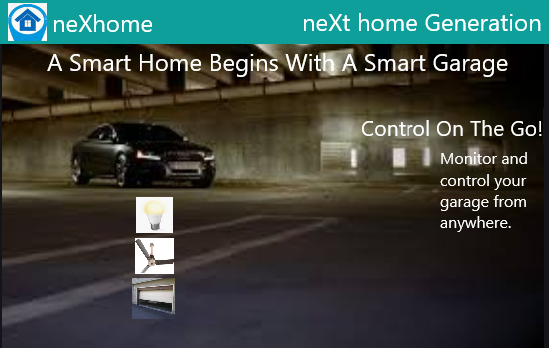 neXhome
neXt home Generation
A Smart Home Begins With A Smart Garage
Control On The Go!
Monitor and
control your
garage from
anywhere.